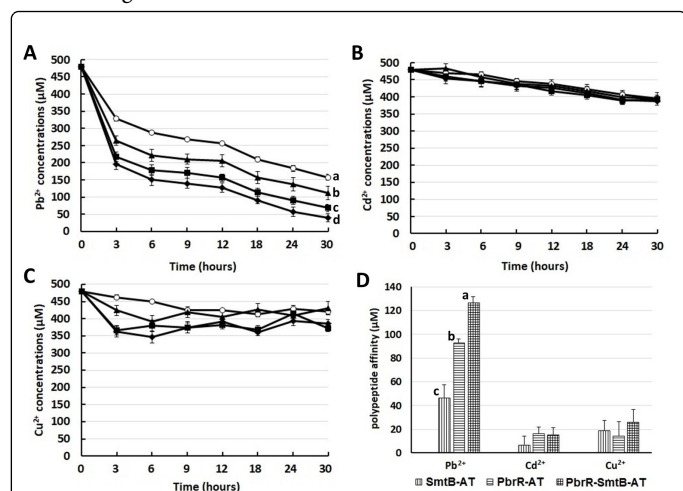 A
Pb²⁺ concentrations (μM)
500
450
400
350
300
250
200
150
100
50
0
a
b
c
d
0 3 6 9 12 18 24 30
Time (hours)
B
Cd²⁺ concentrations (μM)
500
450
400
350
300
250
200
150
100
50
0
0 3 6 9 12 18 24 30
Time (hours)
C
Cu²⁺ concentrations (μM)
500
450
400
350
300
250
200
150
100
50
0
0 3 6 9 12 18 24 30
Time (hours)
D
polypeptide affinity (μM)
140
120
100
80
60
40
20
0
c
b
a
Pb²⁺ Cd²⁺ Cu²⁺
SmtB-AT PbrR-AT PbrR-SmtB-AT